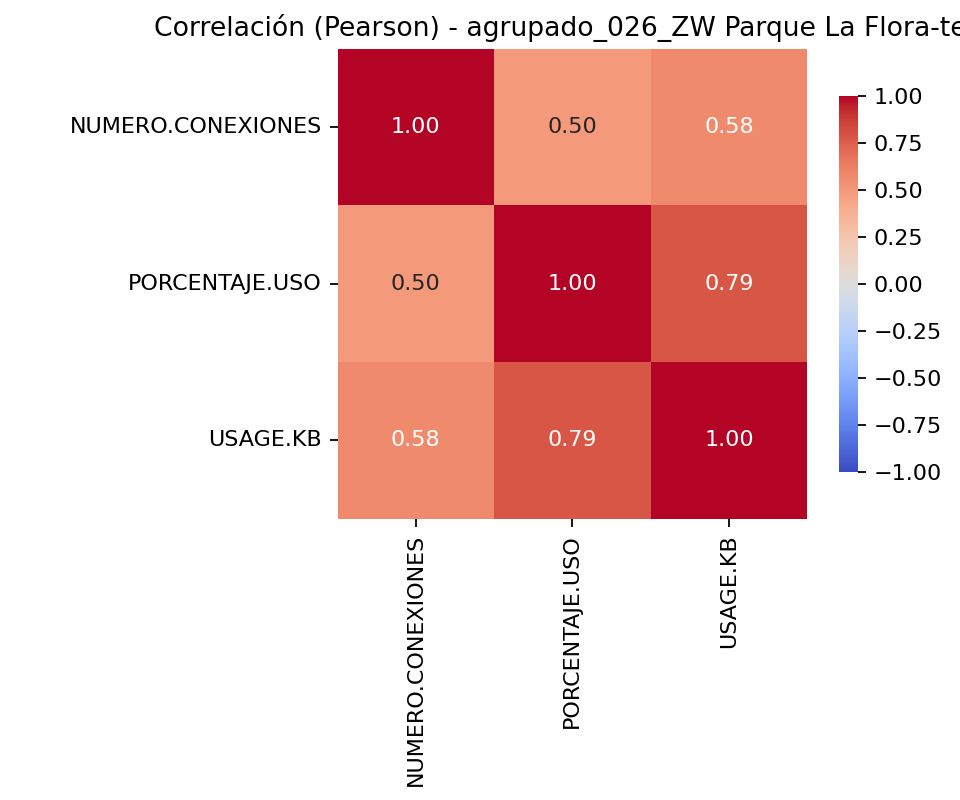 Correlación (Pearson) - agrupado_026_ZW Parque La Flora-te
NUMERO.CONEXIONES
1.00
0.50
0.58
PORCENTAJE.USO
0.50
1.00
0.79
USAGE.KB
0.58
0.79
1.00
NUMERO.CONEXIONES
PORCENTAJE.USO
USAGE.KB
1.00
0.75
0.50
0.25
0.00
−0.25
−0.50
−0.75
−1.00